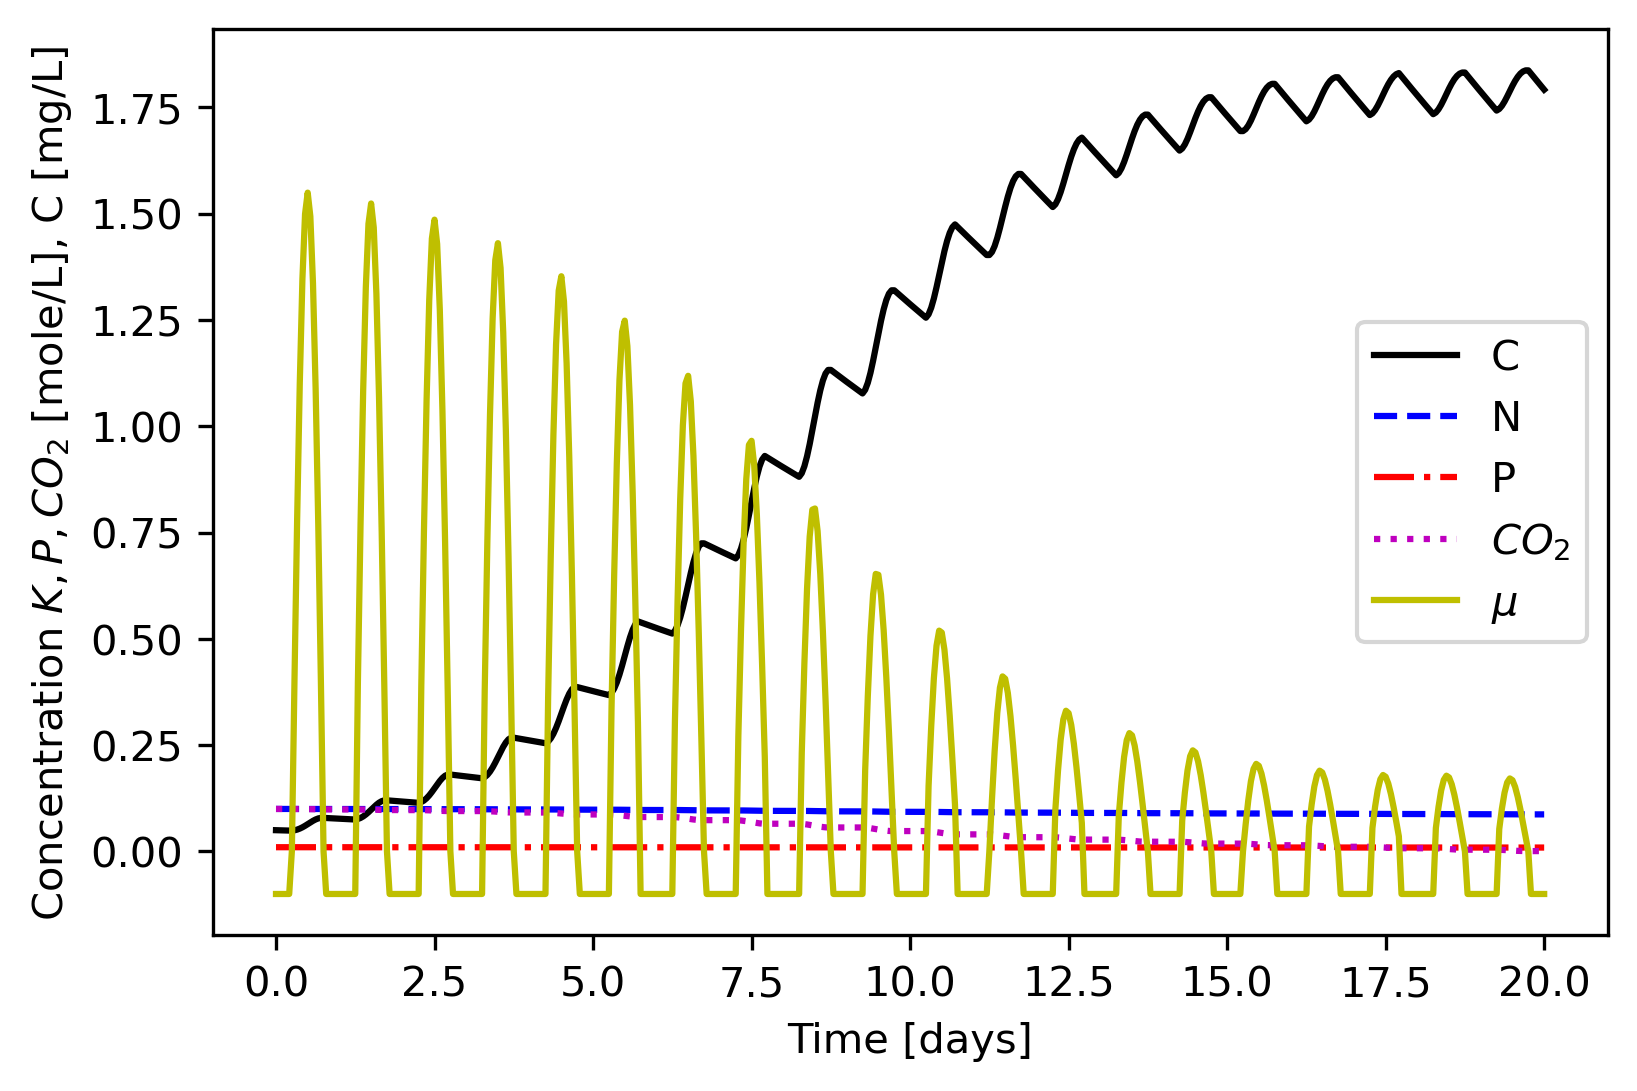 Concentration K, P, CO₂ [mole/L], C [mg/L]
1.75
1.50
1.25
1.00
0.75
0.50
0.25
0.00
C
N
P
CO₂
μ
0.0 2.5 5.0 7.5 10.0 12.5 15.0 17.5 20.0
Time [days]